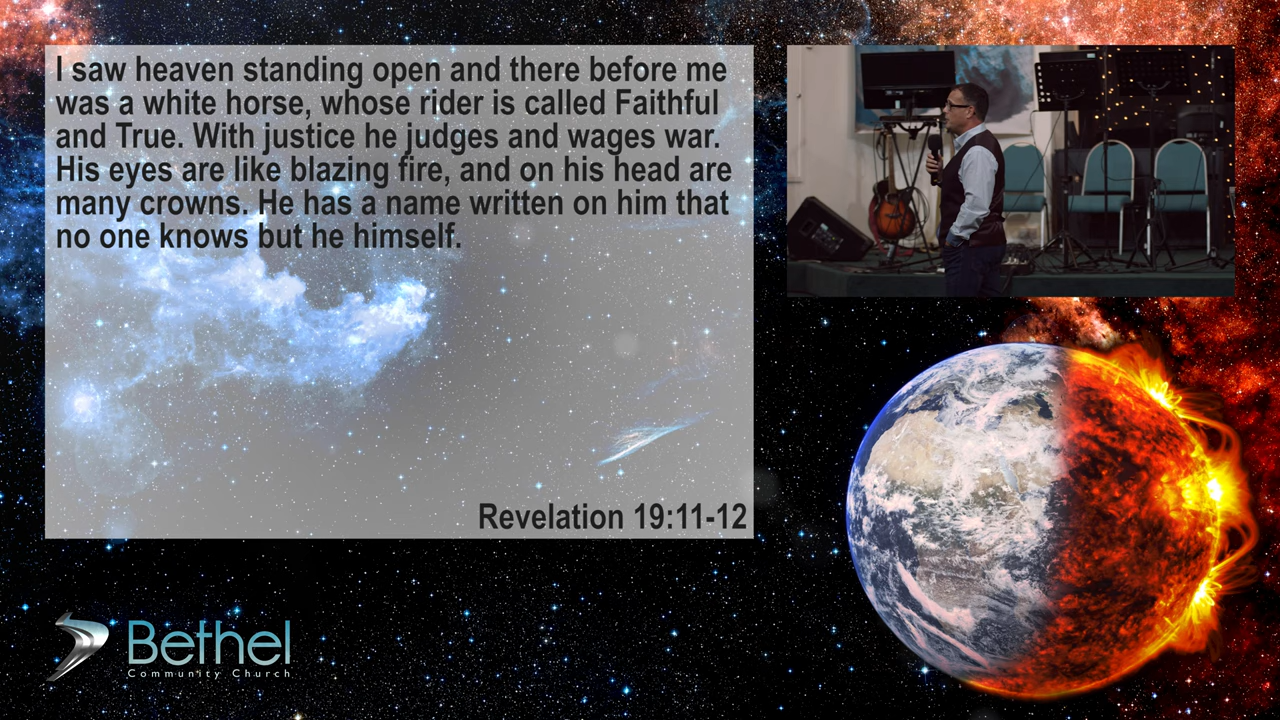 I saw heaven standing open and there before me
was a white horse, whose rider is called Faithful
and True. With justice he judges and wages war.
His eyes are like blazing fire, and on his head are
many crowns. He has a name written on him that
no one knows but he himself.
Revelation 19:11-12
Bethel
Community Church